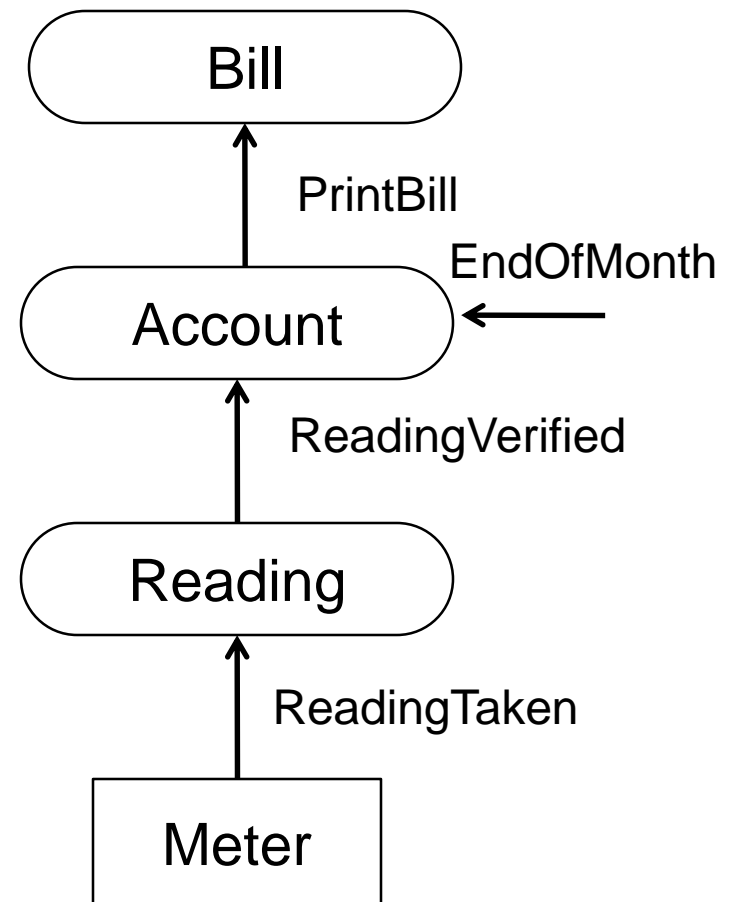 Bill
PrintBill
EndOfMonth
Account
ReadingVerified
Reading
ReadingTaken
Meter